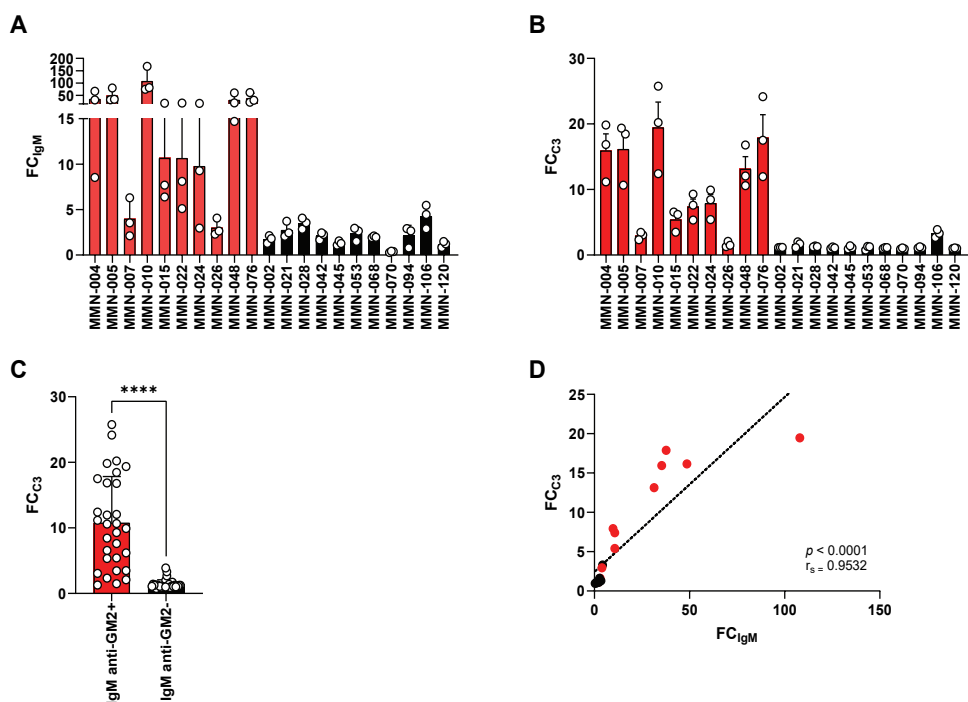 A
200
150
100
50
15
10
5
0
FCIgM
MMN-004
MMN-005
MMN-007
MMN-010
MMN-015
MMN-022
MMN-024
MMN-026
MMN-048
MMN-076
MMN-002
MMN-021
MMN-028
MMN-042
MMN-045
MMN-053
MMN-068
MMN-070
MMN-094
MMN-106
MMN-120
B
30
20
10
0
FCC3
MMN-004
MMN-005
MMN-007
MMN-010
MMN-015
MMN-022
MMN-024
MMN-026
MMN-048
MMN-076
MMN-002
MMN-021
MMN-028
MMN-042
MMN-045
MMN-053
MMN-068
MMN-070
MMN-094
MMN-106
MMN-120
C
****
30
20
10
0
FCC3
IgM anti-GM2+
IgM anti-GM2-
D
25
20
15
10
5
0
FCC3
p < 0.0001
rs = 0.9532
0 50 100 150
FCIgM